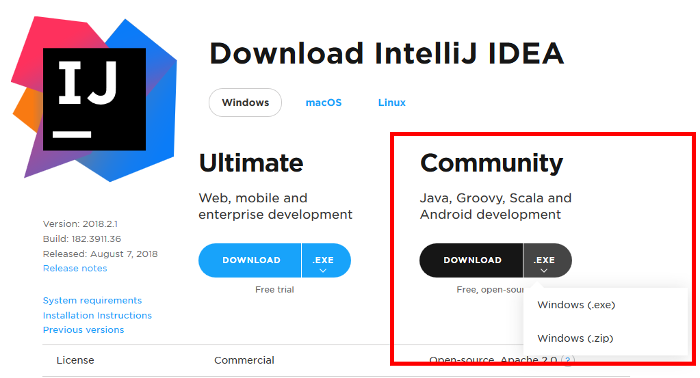 IJ
Download IntelliJ IDEA
Windows
macOS
Linux
Ultimate
Web, mobile and
enterprise development
DOWNLOAD
.EXE
Free trial
Community
Java, Groovy, Scala and
Android development
DOWNLOAD
.EXE
Free, open-sour
Windows (.exe)
Windows (.zip)
Version: 2018.2.1
Build: 182.3911.36
Released: August 7, 2018
Release notes
System requirements
Installation Instructions
Previous versions
License
Commercial
Open-source, Apache 2.0 (?)